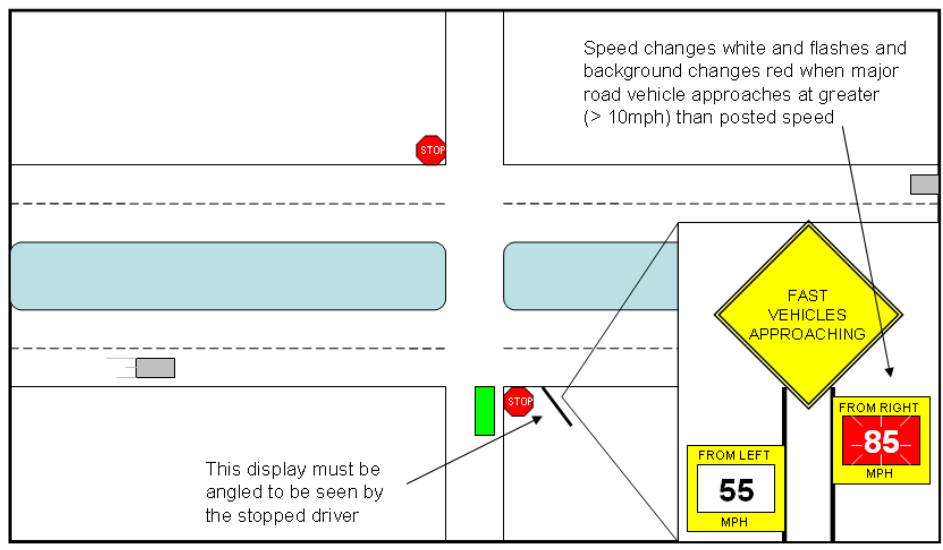 Speed changes white and flashes and
background changes red when major
road vehicle approaches at greater
(> 10mph) than posted speed
STOP
FAST
VEHICLES
APPROACHING
STOP
FROM RIGHT
85
MPH
FROM LEFT
55
MPH
This display must be
angled to be seen by
the stopped driver